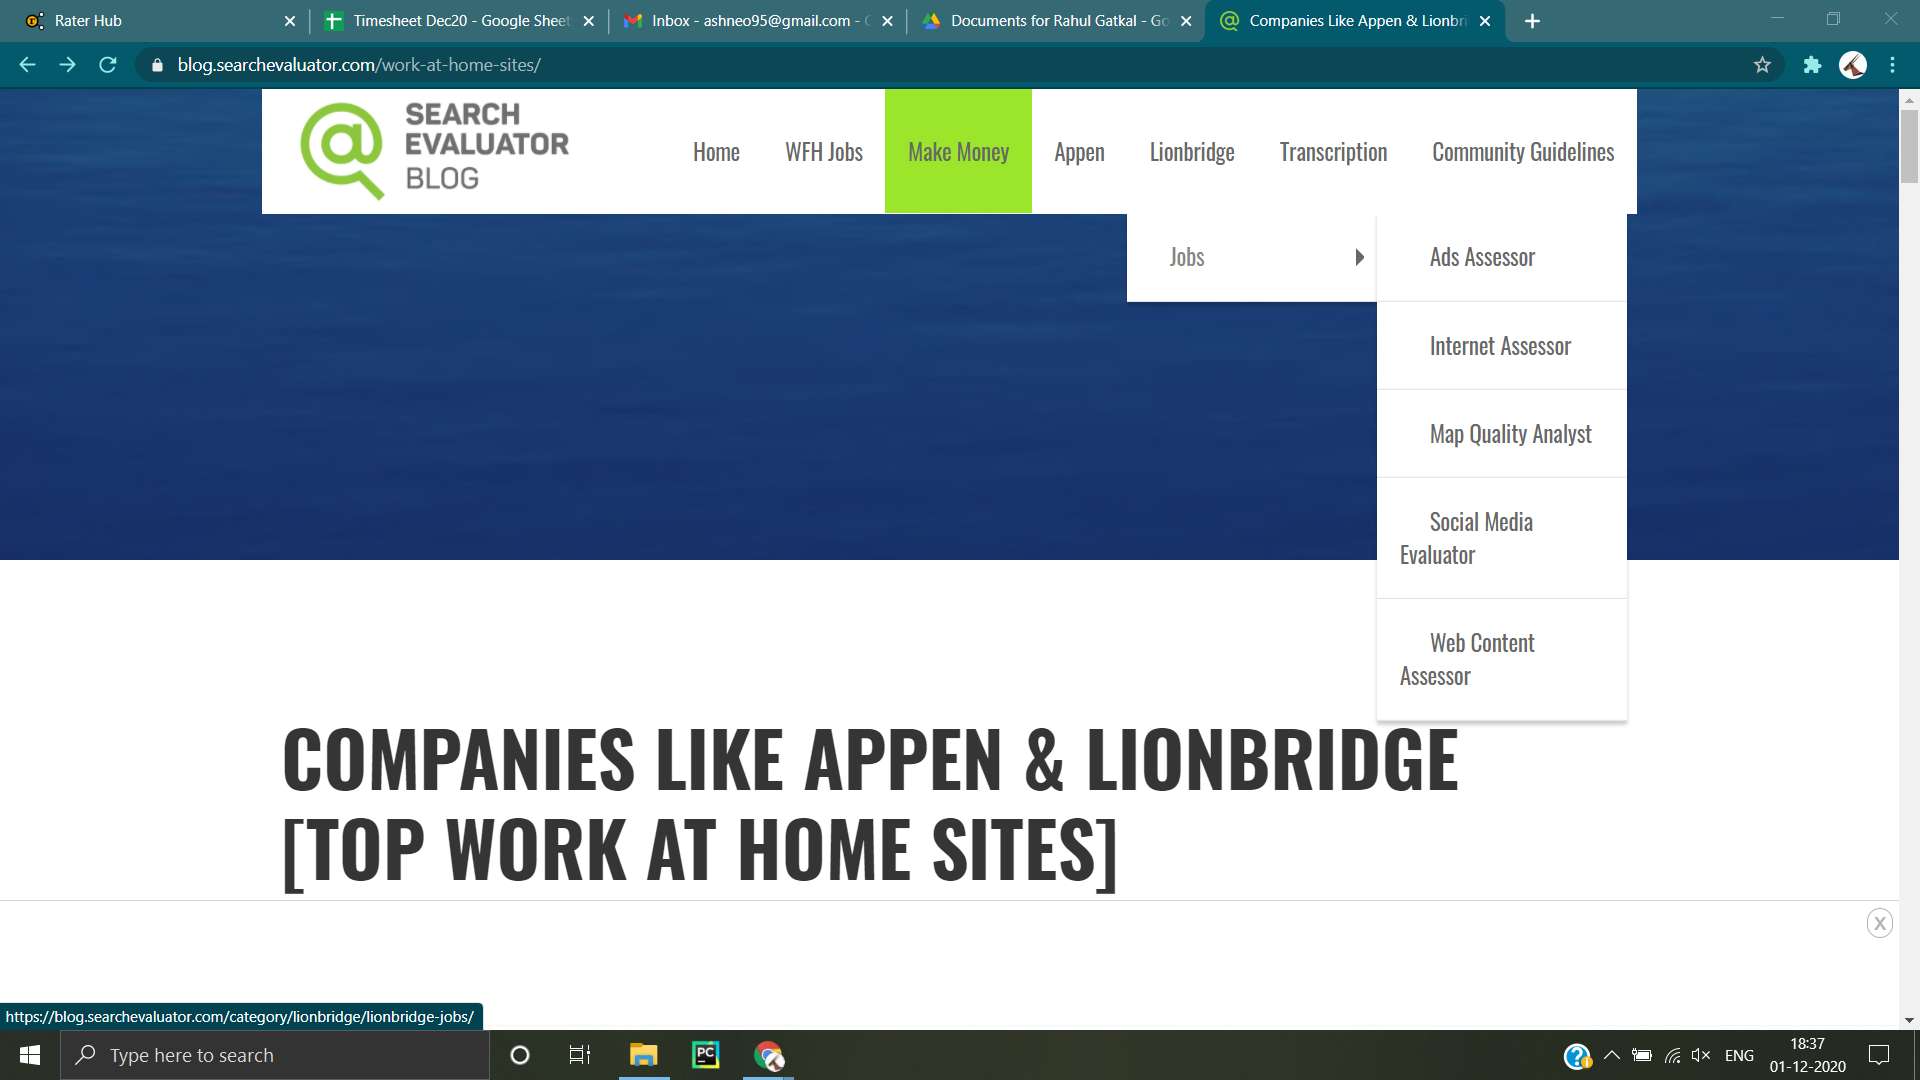 Rater Hub
Timesheet Dec20 - Google Sheet
Inbox - ashneo95@gmail.com -
Documents for Rahul Gatkal - Go
Companies Like Appen & Lionbri
blog.searchevaluator.com/work-at-home-sites/
SEARCH
EVALUATOR
BLOG
Home
WFH Jobs
Make Money
Appen
Lionbridge
Transcription
Community Guidelines
Jobs
Ads Assessor
Internet Assessor
Map Quality Analyst
Social Media
Evaluator
Web Content
Assessor
COMPANIES LIKE APPEN & LIONBRIDGE
[TOP WORK AT HOME SITES]
X
https://blog.searchevaluator.com/category/lionbridge/lionbridge-jobs/
Type here to search
PC
ENG
18:37
01-12-2020